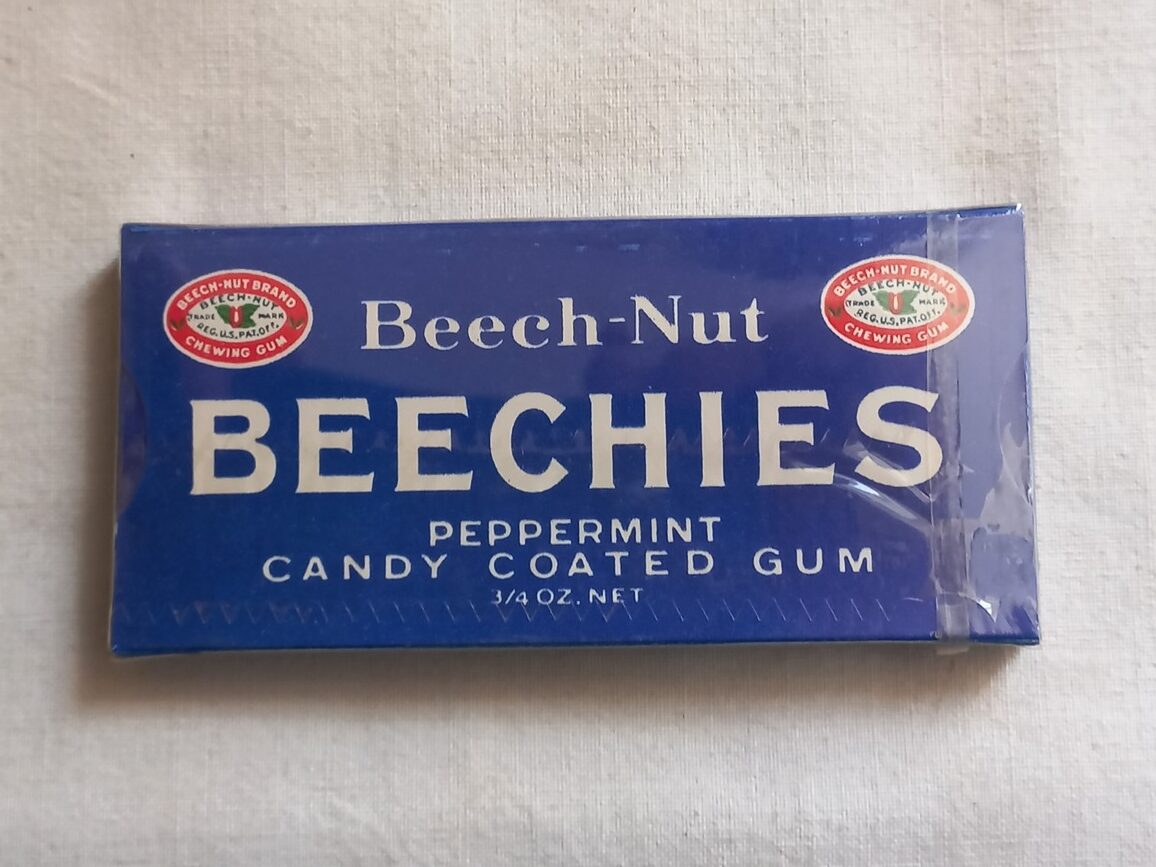 BEECH-NUT BRAND
BEECH-NUT
TRADE MARK
REG. U.S. PAT. OFF.
CHEWING GUM
Beech-Nut
BEECH-NUT BRAND
BEECH-NUT
TRADE MARK
REG. U.S. PAT. OFF.
CHEWING GUM
BEECHIES
PEPPERMINT
CANDY COATED GUM
3/4 OZ. NET